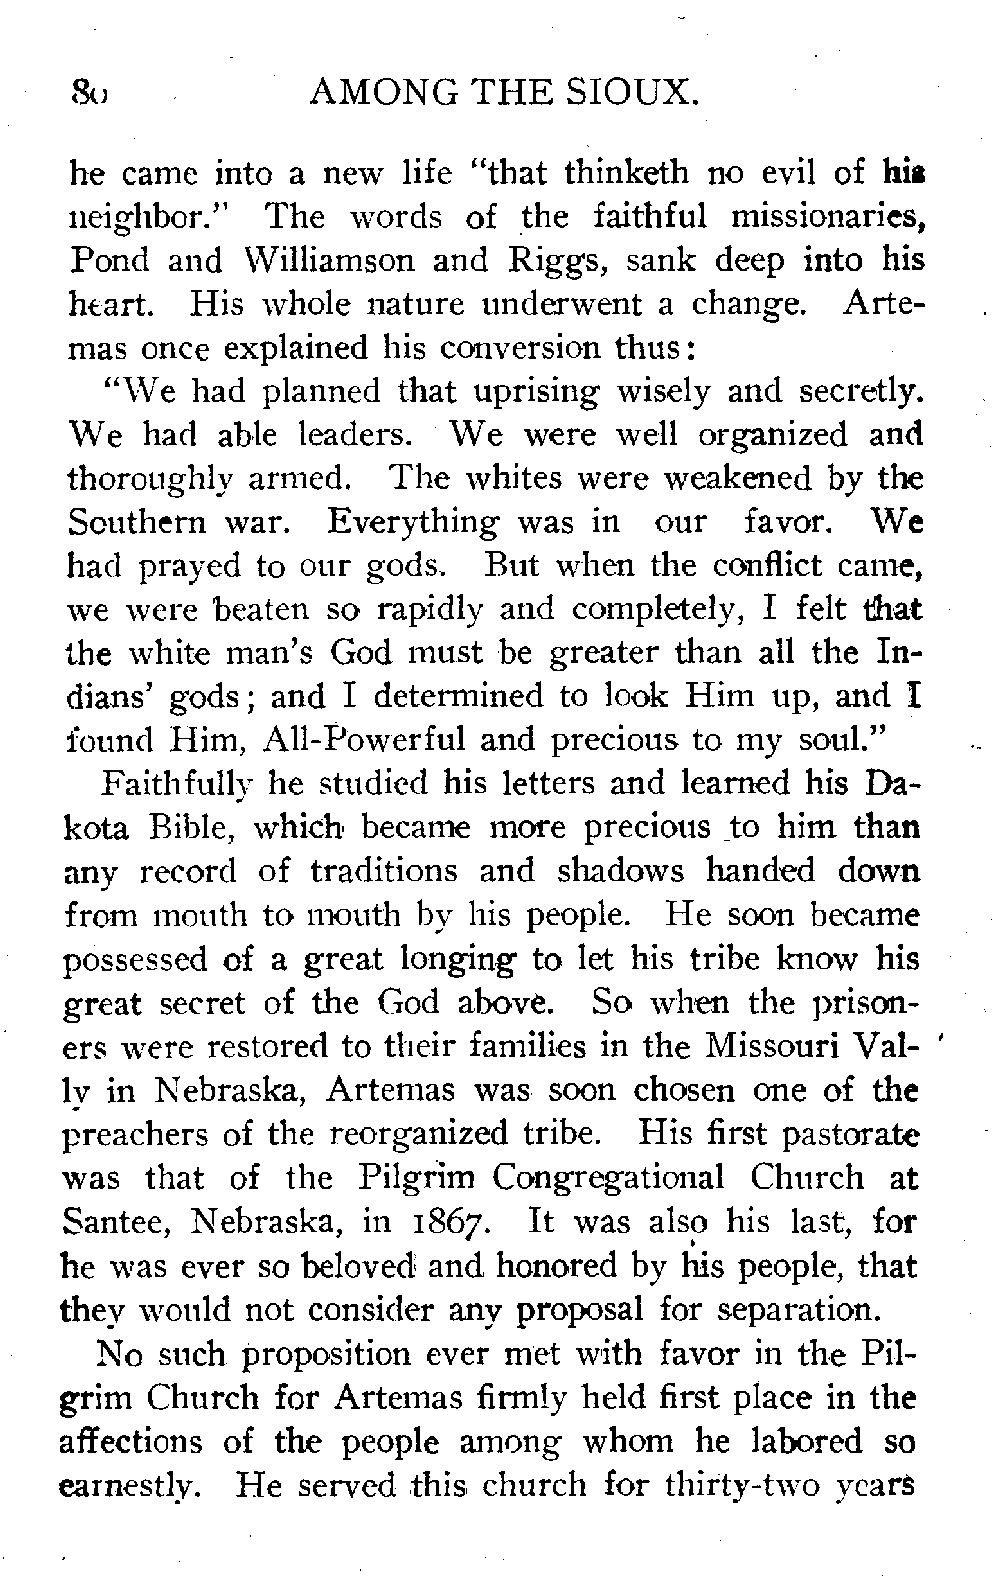 80 AMONG THE SIOUX.
he came into a new life “that thinketh no evil of his
neighbor.” The words of the faithful missionaries,
Pond and Williamson and Riggs, sank deep into his
heart. His whole nature underwent a change. Arte-
mas once explained his conversion thus:
“We had planned that uprising wisely and secretly.
We had able leaders. We were well organized and
thoroughly armed. The whites were weakened by the
Southern war. Everything was in our favor. We
had prayed to our gods. But when the conflict came,
we were beaten so rapidly and completely, I felt that
the white man’s God must be greater than all the In-
dians’ gods; and I determined to look Him up, and I
found Him, All-Powerful and precious to my soul.”
Faithfully he studied his letters and learned his Da-
kota Bible, which became more precious to him than
any record of traditions and shadows handed down
from mouth to mouth by his people. He soon became
possessed of a great longing to let his tribe know his
great secret of the God above. So when the prison-
ers were restored to their families in the Missouri Val-
ly in Nebraska, Artemas was soon chosen one of the
preachers of the reorganized tribe. His first pastorate
was that of the Pilgrim Congregational Church at
Santee, Nebraska, in 1867. It was also his last, for
he was ever so beloved and honored by his people, that
they would not consider any proposal for separation.
No such proposition ever met with favor in the Pil-
grim Church for Artemas firmly held first place in the
affections of the people among whom he labored so
earnestly. He served this church for thirty-two years